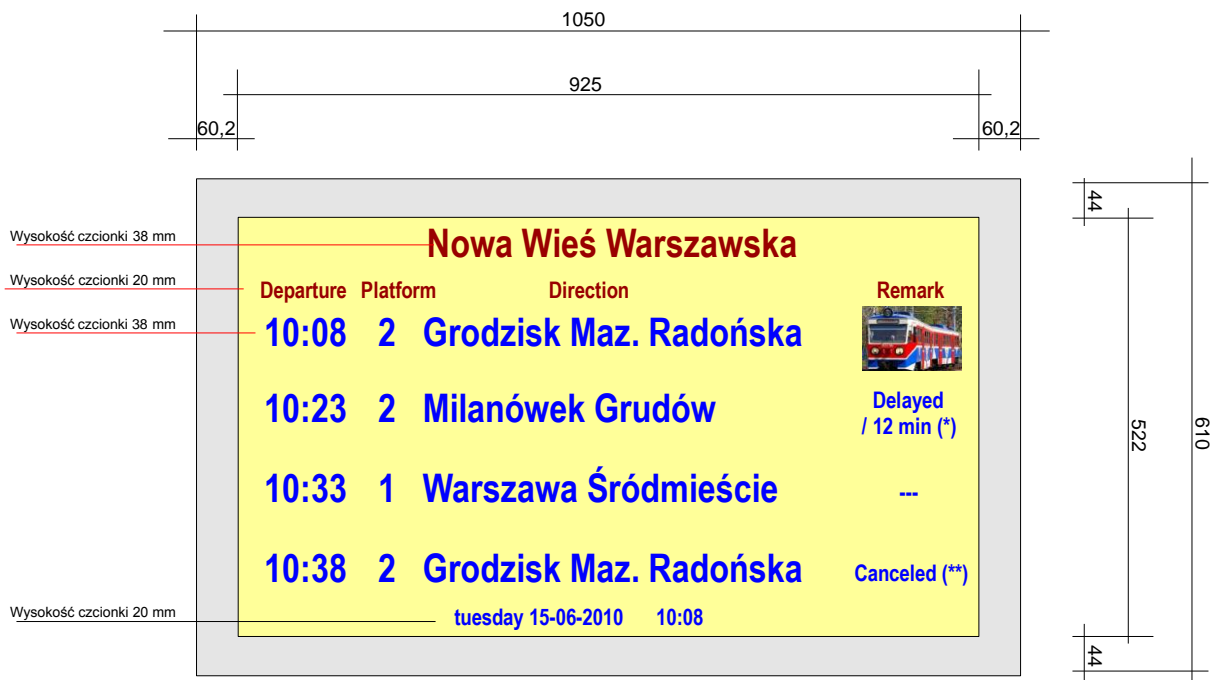 1050
925
60,2
60,2
44
Wysokość czcionki 38 mm
Nowa Wieś Warszawska
Wysokość czcionki 20 mm
Departure Platform Direction Remark
Wysokość czcionki 38 mm
10:08 2 Grodzisk Maz. Radońska
10:23 2 Milanówek Grudów Delayed
/ 12 min (*)
522
610
10:33 1 Warszawa Śródmieście ---
10:38 2 Grodzisk Maz. Radońska Canceled (**)
Wysokość czcionki 20 mm
tuesday 15-06-2010 10:08
44